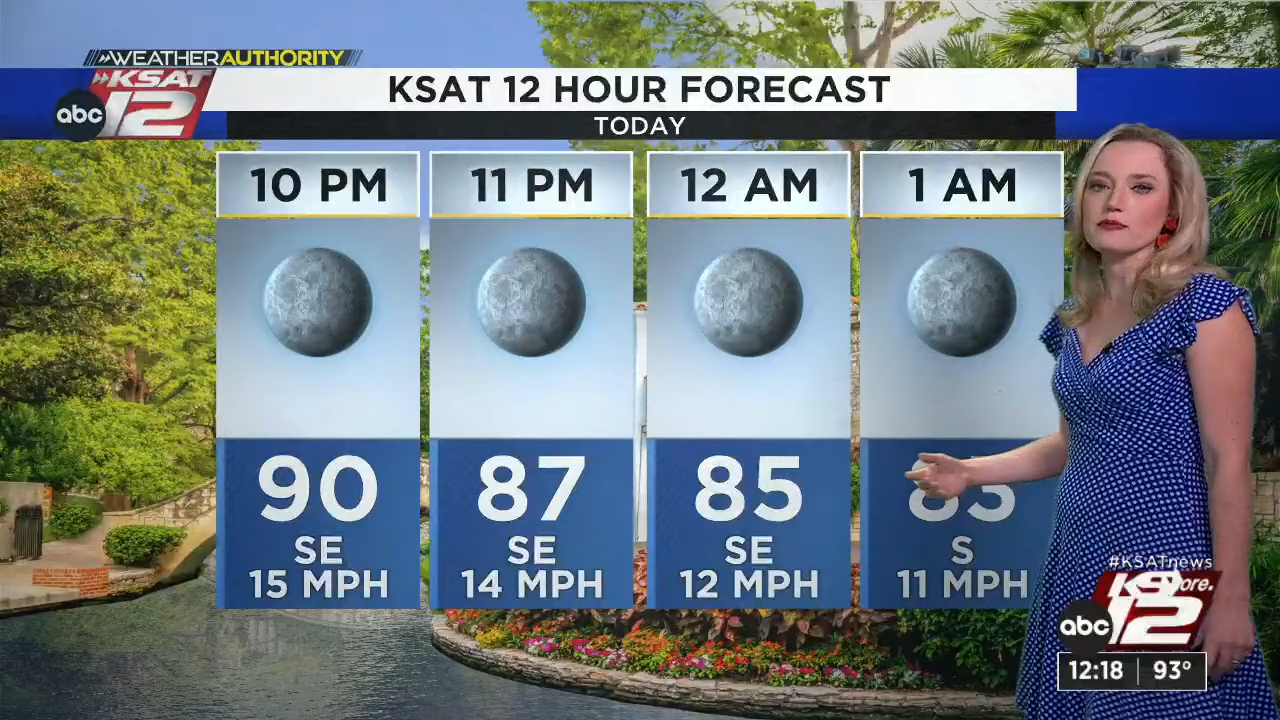 WEATHERAUTHORITY
KSAT
abc 12
KSAT 12 HOUR FORECAST
TODAY
10 PM 11 PM 12 AM 1 AM
90 87 85 83
SE SE SE S
15 MPH 14 MPH 12 MPH 11 MPH
#KSATnews
abc 12
12:18 93°